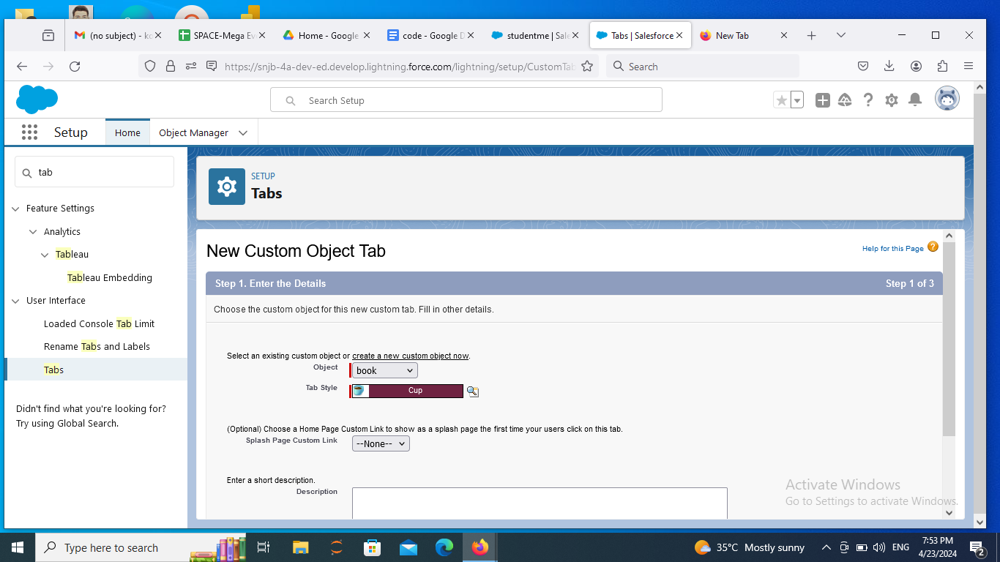 (no subject) - ko
SPACE-Mega Eve
Home - Google
code - Google D
studentme | Sale
Tabs | Salesforce
New Tab
https://snjb-4a-dev-ed.develop.lightning.force.com/lightning/setup/CustomTab
Search
Search Setup
Setup
Home
Object Manager
tab
Feature Settings
Analytics
Tableau
Tableau Embedding
User Interface
Loaded Console Tab Limit
Rename Tabs and Labels
Tabs
Didn't find what you're looking for?
Try using Global Search.
SETUP
Tabs
New Custom Object Tab
Help for this Page
Step 1. Enter the Details
Step 1 of 3
Choose the custom object for this new custom tab. Fill in other details.
Select an existing custom object or create a new custom object now.
Object
book
Tab Style
Cup
(Optional) Choose a Home Page Custom Link to show as a splash page the first time your users click on this tab.
Splash Page Custom Link
--None--
Enter a short description.
Description
Activate Windows
Go to Settings to activate Windows.
Type here to search
35°C Mostly sunny
ENG
7:53 PM
4/23/2024
2